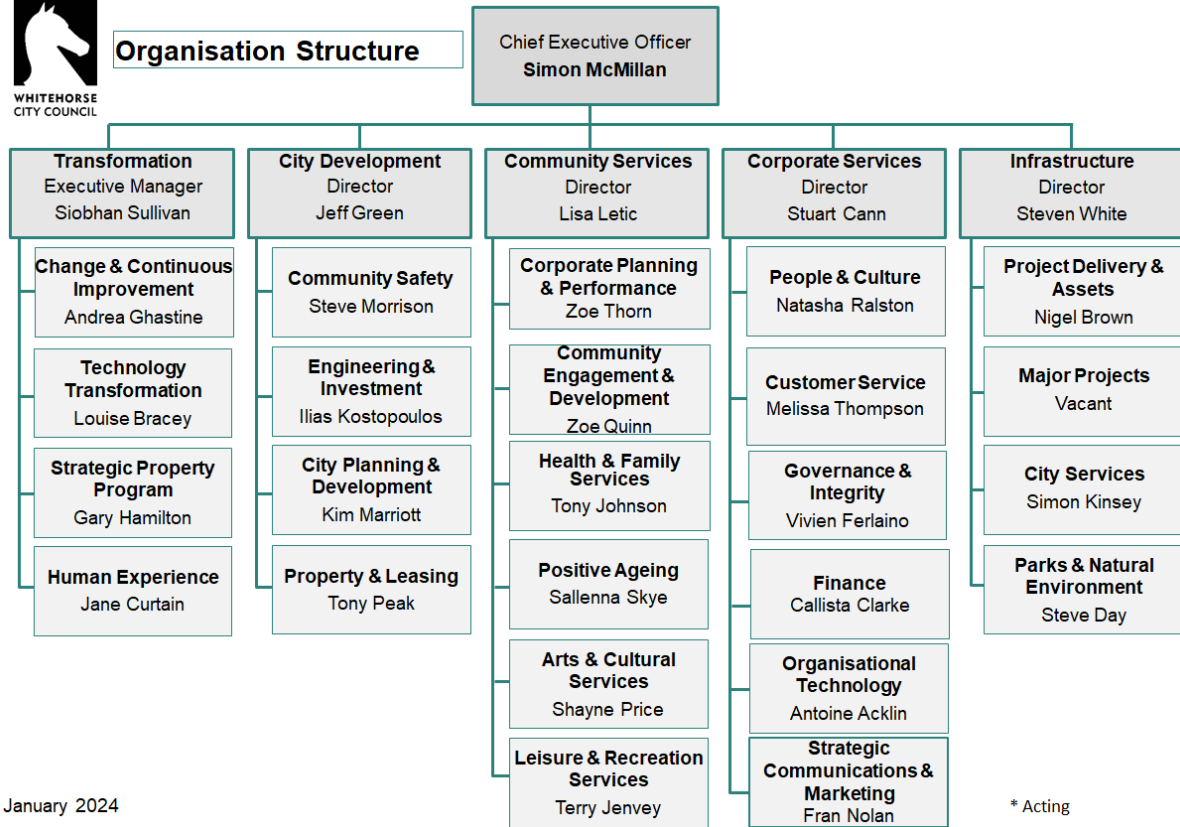 WHITEHORSE
CITY COUNCIL
Organisation Structure
Chief Executive Officer
Simon McMillan
Transformation
Executive Manager
Siobhan Sullivan
Change & Continuous
Improvement
Andrea Ghastine
Technology
Transformation
Louise Bracey
Strategic Property
Program
Gary Hamilton
Human Experience
Jane Curtain
City Development
Director
Jeff Green
Community Safety
Steve Morrison
Engineering &
Investment
Ilias Kostopoulos
City Planning &
Development
Kim Marriott
Property & Leasing
Tony Peak
Community Services
Director
Lisa Letic
Corporate Planning
& Performance
Zoe Thorn
Community
Engagement &
Development
Zoe Quinn
Health & Family
Services
Tony Johnson
Positive Ageing
Sallenna Skye
Arts & Cultural
Services
Shayne Price
Leisure & Recreation
Services
Terry Jenvey
Corporate Services
Director
Stuart Cann
People & Culture
Natasha Ralston
Customer Service
Melissa Thompson
Governance &
Integrity
Vivien Ferlaino
Finance
Callista Clarke
Organisational
Technology
Antoine Acklin
Strategic
Communications &
Marketing
Fran Nolan
Infrastructure
Director
Steven White
Project Delivery &
Assets
Nigel Brown
Major Projects
Vacant
City Services
Simon Kinsey
Parks & Natural
Environment
Steve Day
January 2024
* Acting